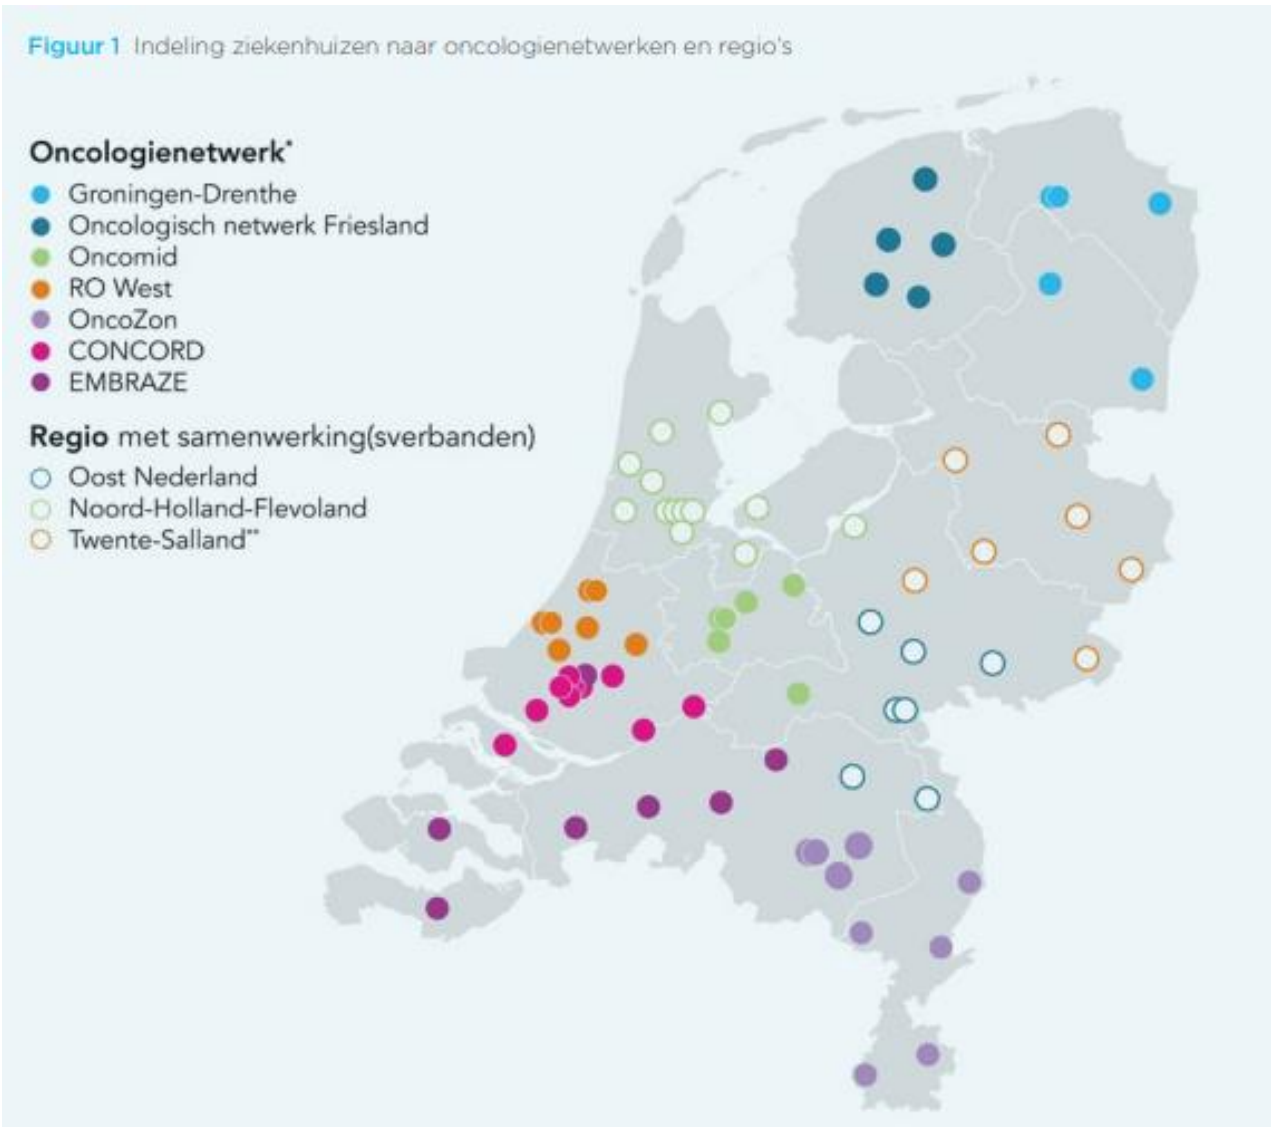 Figuur 1 Indeling ziekenhuizen naar oncologienetwerken en regio's
Oncologienetwerk*
Groningen-Drenthe
Oncologisch netwerk Friesland
Oncomid
RO West
OncoZon
CONCORD
EMBRAZE
Regio met samenwerking(sverbanden)
Oost Nederland
Noord-Holland-Flevoland
Twente-Salland**